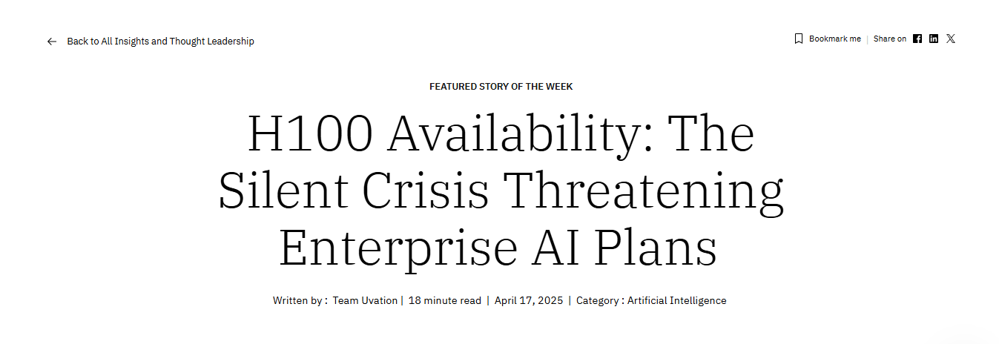 Back to All Insights and Thought Leadership
Bookmark me | Share on
FEATURED STORY OF THE WEEK
H100 Availability: The
Silent Crisis Threatening
Enterprise AI Plans
Written by : Team Uvation | 18 minute read | April 17, 2025 | Category : Artificial Intelligence